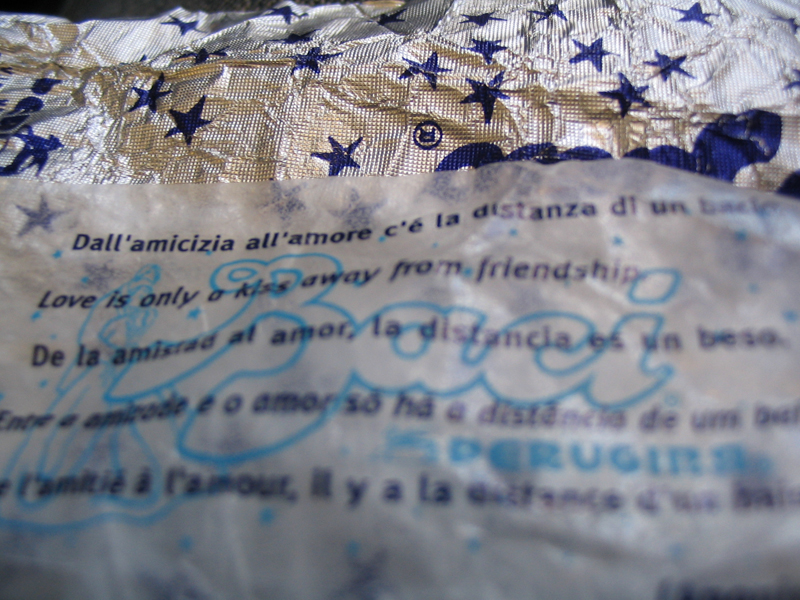 ®
Dall'amicizia all'amore c'é la distanza di un bacio
Love is only a kiss away from friendship.
De la amistad al amor, la distancia es un beso.
Entre a amizade e o amor só há a distância de um
l'amitié à l'amour, il y a la distance d'un
Baci
PERUGINA